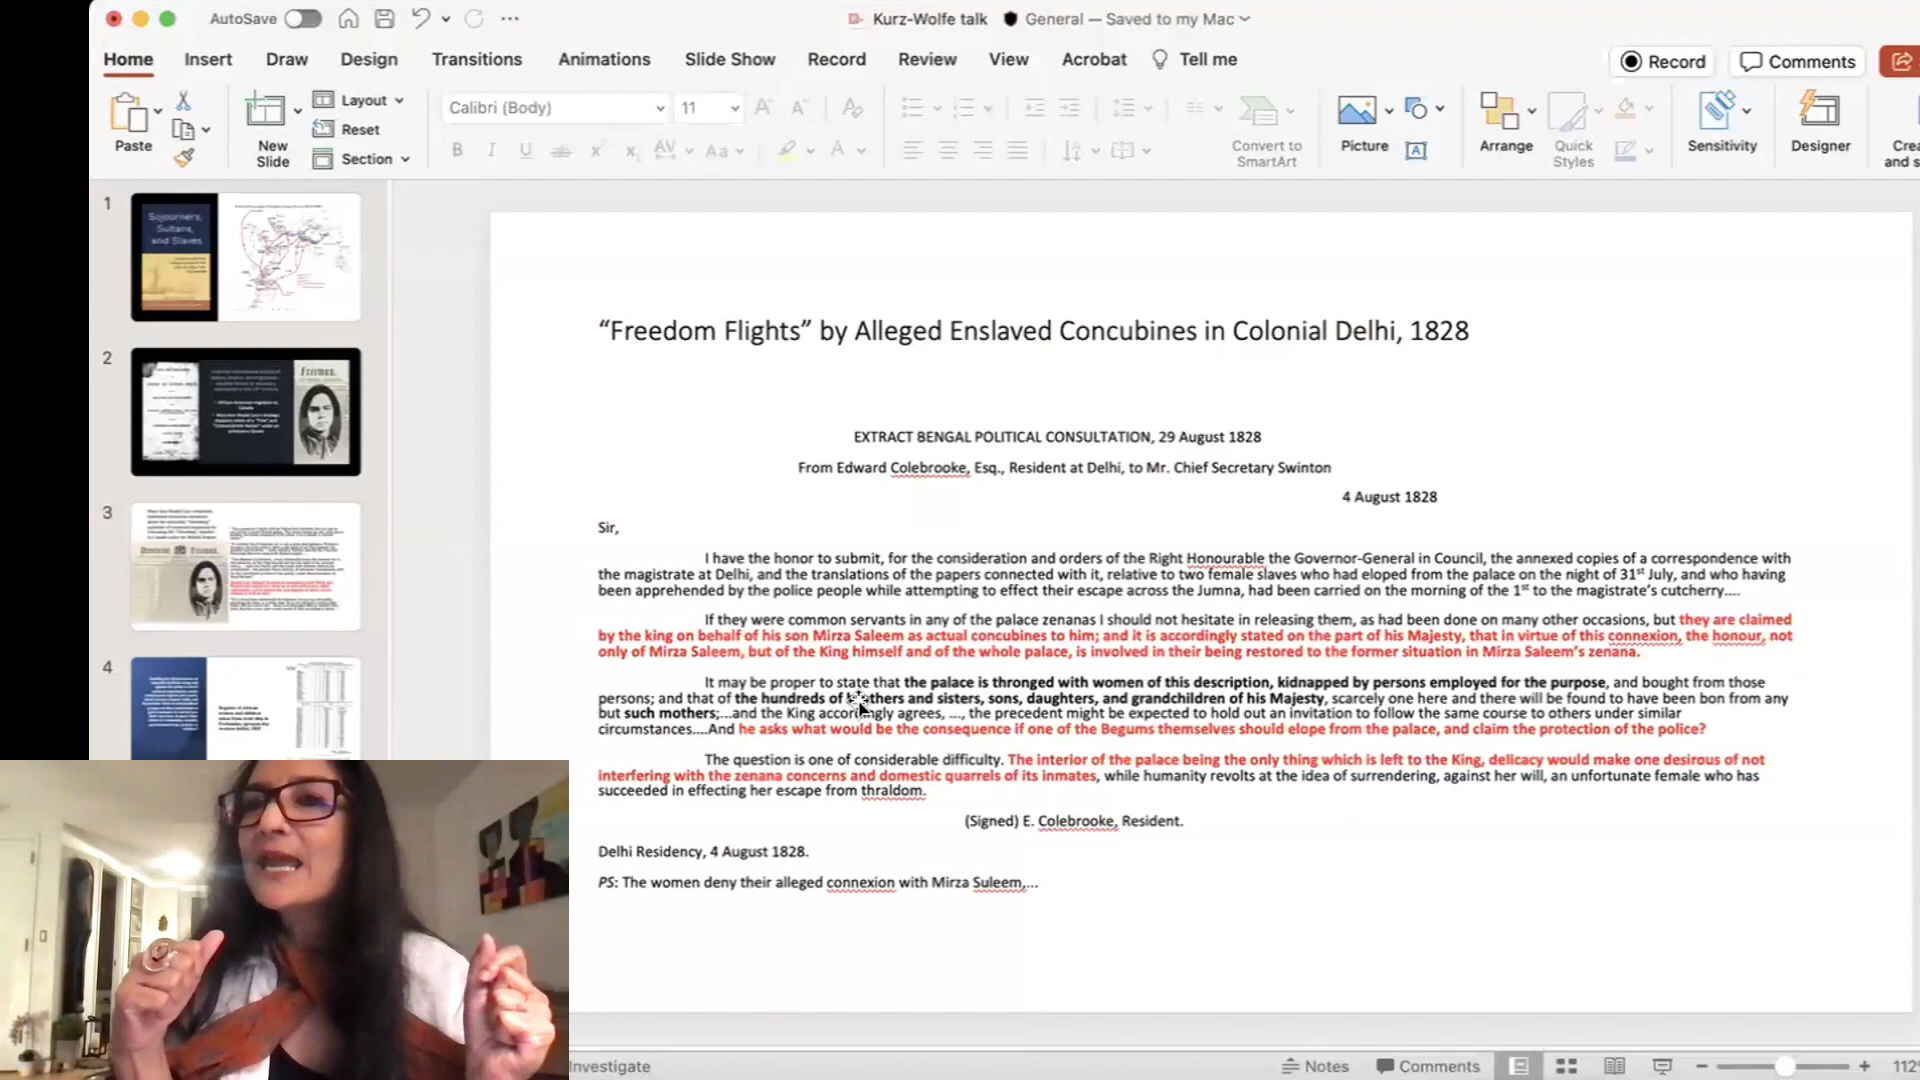 AutoSave
Kurz-Wolfe talk
General — Saved to my Mac
Home Insert Draw Design Transitions Animations Slide Show Record Review View Acrobat Tell me
Record Comments
Paste
New Slide
Layout
Reset
Section
Calibri (Body) 11
Convert to SmartArt
Picture
Arrange
Quick Styles
Sensitivity
Designer
1
Sojourners,
Sultans,
and Slaves
2
3
4
“Freedom Flights” by Alleged Enslaved Concubines in Colonial Delhi, 1828
EXTRACT BENGAL POLITICAL CONSULTATION, 29 August 1828
From Edward Colebrooke, Esq., Resident at Delhi, to Mr. Chief Secretary Swinton
4 August 1828
Sir,
I have the honor to submit, for the consideration and orders of the Right Honourable the Governor-General in Council, the annexed copies of a correspondence with
the magistrate at Delhi, and the translations of the papers connected with it, relative to two female slaves who had eloped from the palace on the night of 31st July, and who having
been apprehended by the police people while attempting to effect their escape across the Jumna, had been carried on the morning of the 1st to the magistrate’s cutcherry....
If they were common servants in any of the palace zenanas I should not hesitate in releasing them, as had been done on many other occasions, but they are claimed
by the king on behalf of his son Mirza Saleem as actual concubines to him; and it is accordingly stated on the part of his Majesty, that in virtue of this connexion, the honour, not
only of Mirza Saleem, but of the King himself and of the whole palace, is involved in their being restored to the former situation in Mirza Saleem’s zenana.
It may be proper to state that the palace is thronged with women of this description, kidnapped by persons employed for the purpose, and bought from those
persons; and that of the hundreds of brothers and sisters, sons, daughters, and grandchildren of his Majesty, scarcely one here and there will be found to have been bon from any
but such mothers;...and the King accordingly agrees, ..., the precedent might be expected to hold out an invitation to follow the same course to others under similar
circumstances....And he asks what would be the consequence if one of the Begums themselves should elope from the palace, and claim the protection of the police?
The question is one of considerable difficulty. The interior of the palace being the only thing which is left to the King, delicacy would make one desirous of not
interfering with the zenana concerns and domestic quarrels of its inmates, while humanity revolts at the idea of surrendering, against her will, an unfortunate female who has
succeeded in effecting her escape from thraldom.
(Signed) E. Colebrooke, Resident.
Delhi Residency, 4 August 1828.
PS: The women deny their alleged connexion with Mirza Suleem,...
Investigate
Notes Comments
112